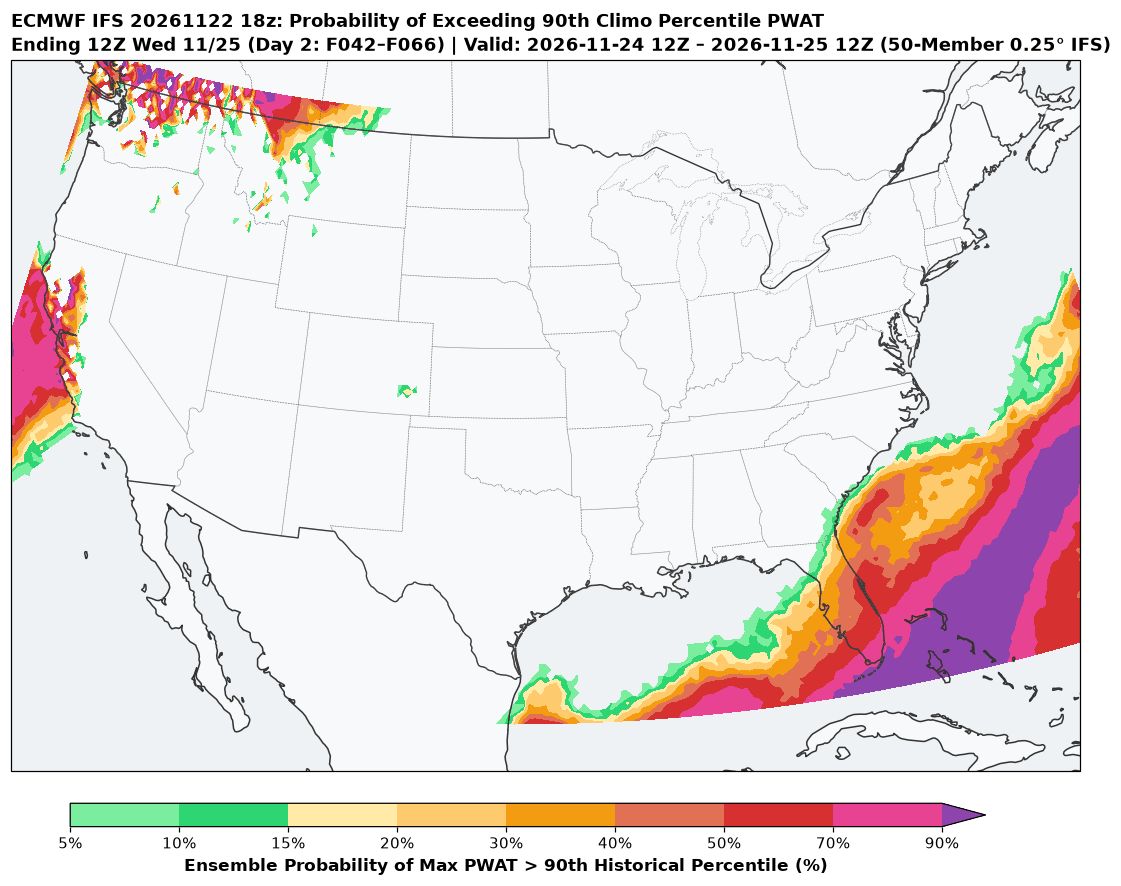 ECMWF IFS 20261122 18z: Probability of Exceeding 90th Climo Percentile PWAT
Ending 12Z Wed 11/25 (Day 2: F042–F066) | Valid: 2026-11-24 12Z – 2026-11-25 12Z (50-Member 0.25° IFS)
5% 10% 15% 20% 30% 40% 50% 70% 90%
Ensemble Probability of Max PWAT > 90th Historical Percentile (%)